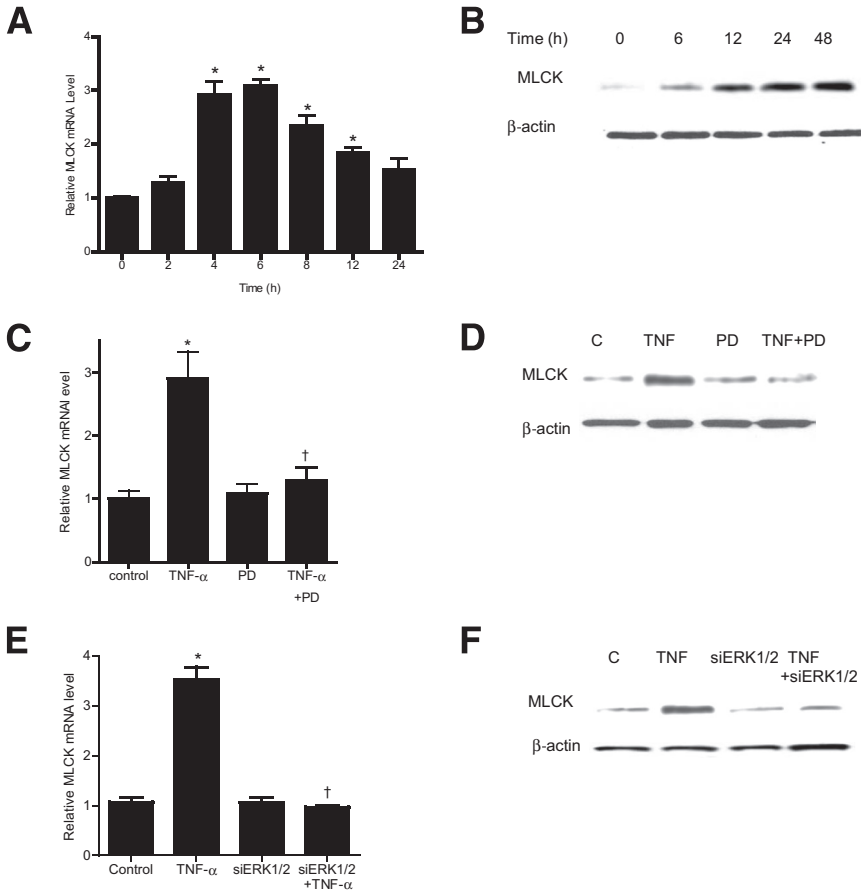 A
Relative MLCK mRNA Level
4
3
2
1
0
* * * *
0 2 4 6 8 12 24
Time (h)
B
Time (h) 0 6 12 24 48
MLCK
β-actin
C
Relative MLCK mRNAl level
3
2
1
0
*
†
control TNF-α PD TNF-α
+PD
D
C TNF PD TNF+PD
MLCK
β-actin
E
Relative MLCK mRNA level
4
3
2
1
0
*
†
Control TNF-α siERK1/2 siERK1/2
+TNF-α
F
C TNF siERK1/2 TNF
+siERK1/2
MLCK
β-actin